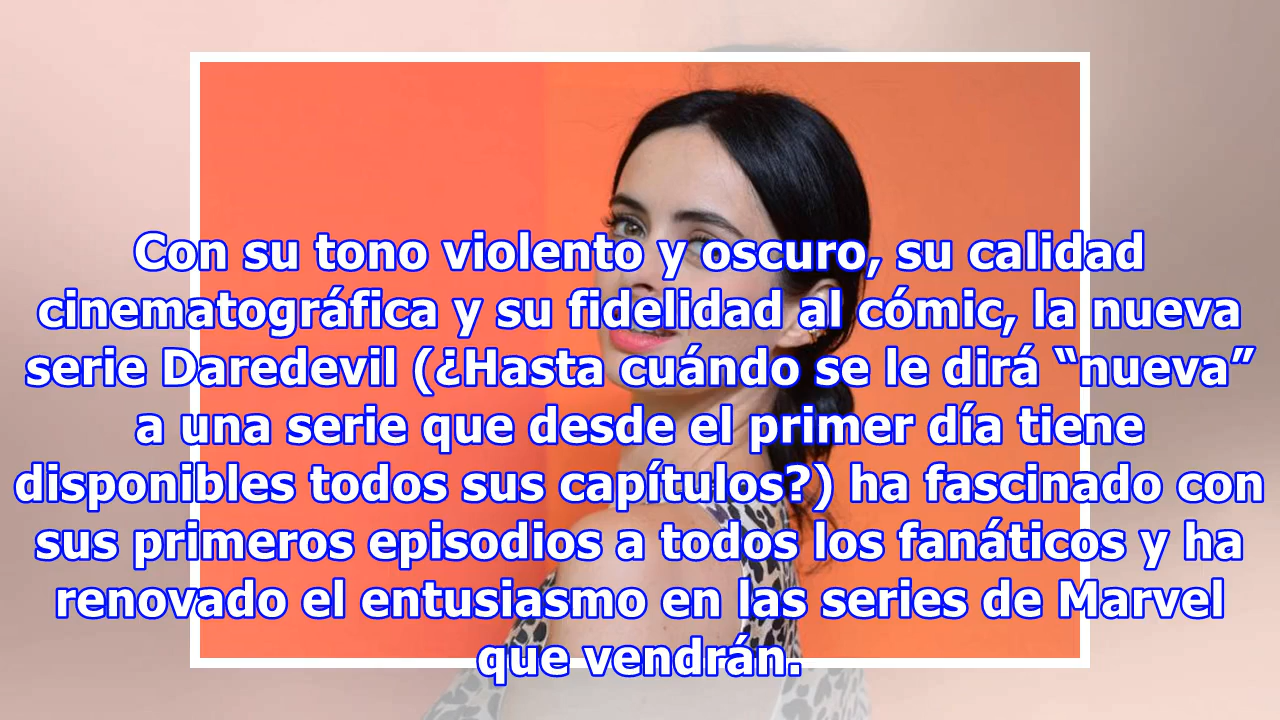 Con su tono violento y oscuro, su calidad
cinematográfica y su fidelidad al cómic, la nueva
serie Daredevil (¿Hasta cuándo se le dirá “nueva”
a una serie que desde el primer día tiene
disponibles todos sus capítulos?) ha fascinado con
sus primeros episodios a todos los fanáticos y ha
renovado el entusiasmo en las series de Marvel
que vendrán.